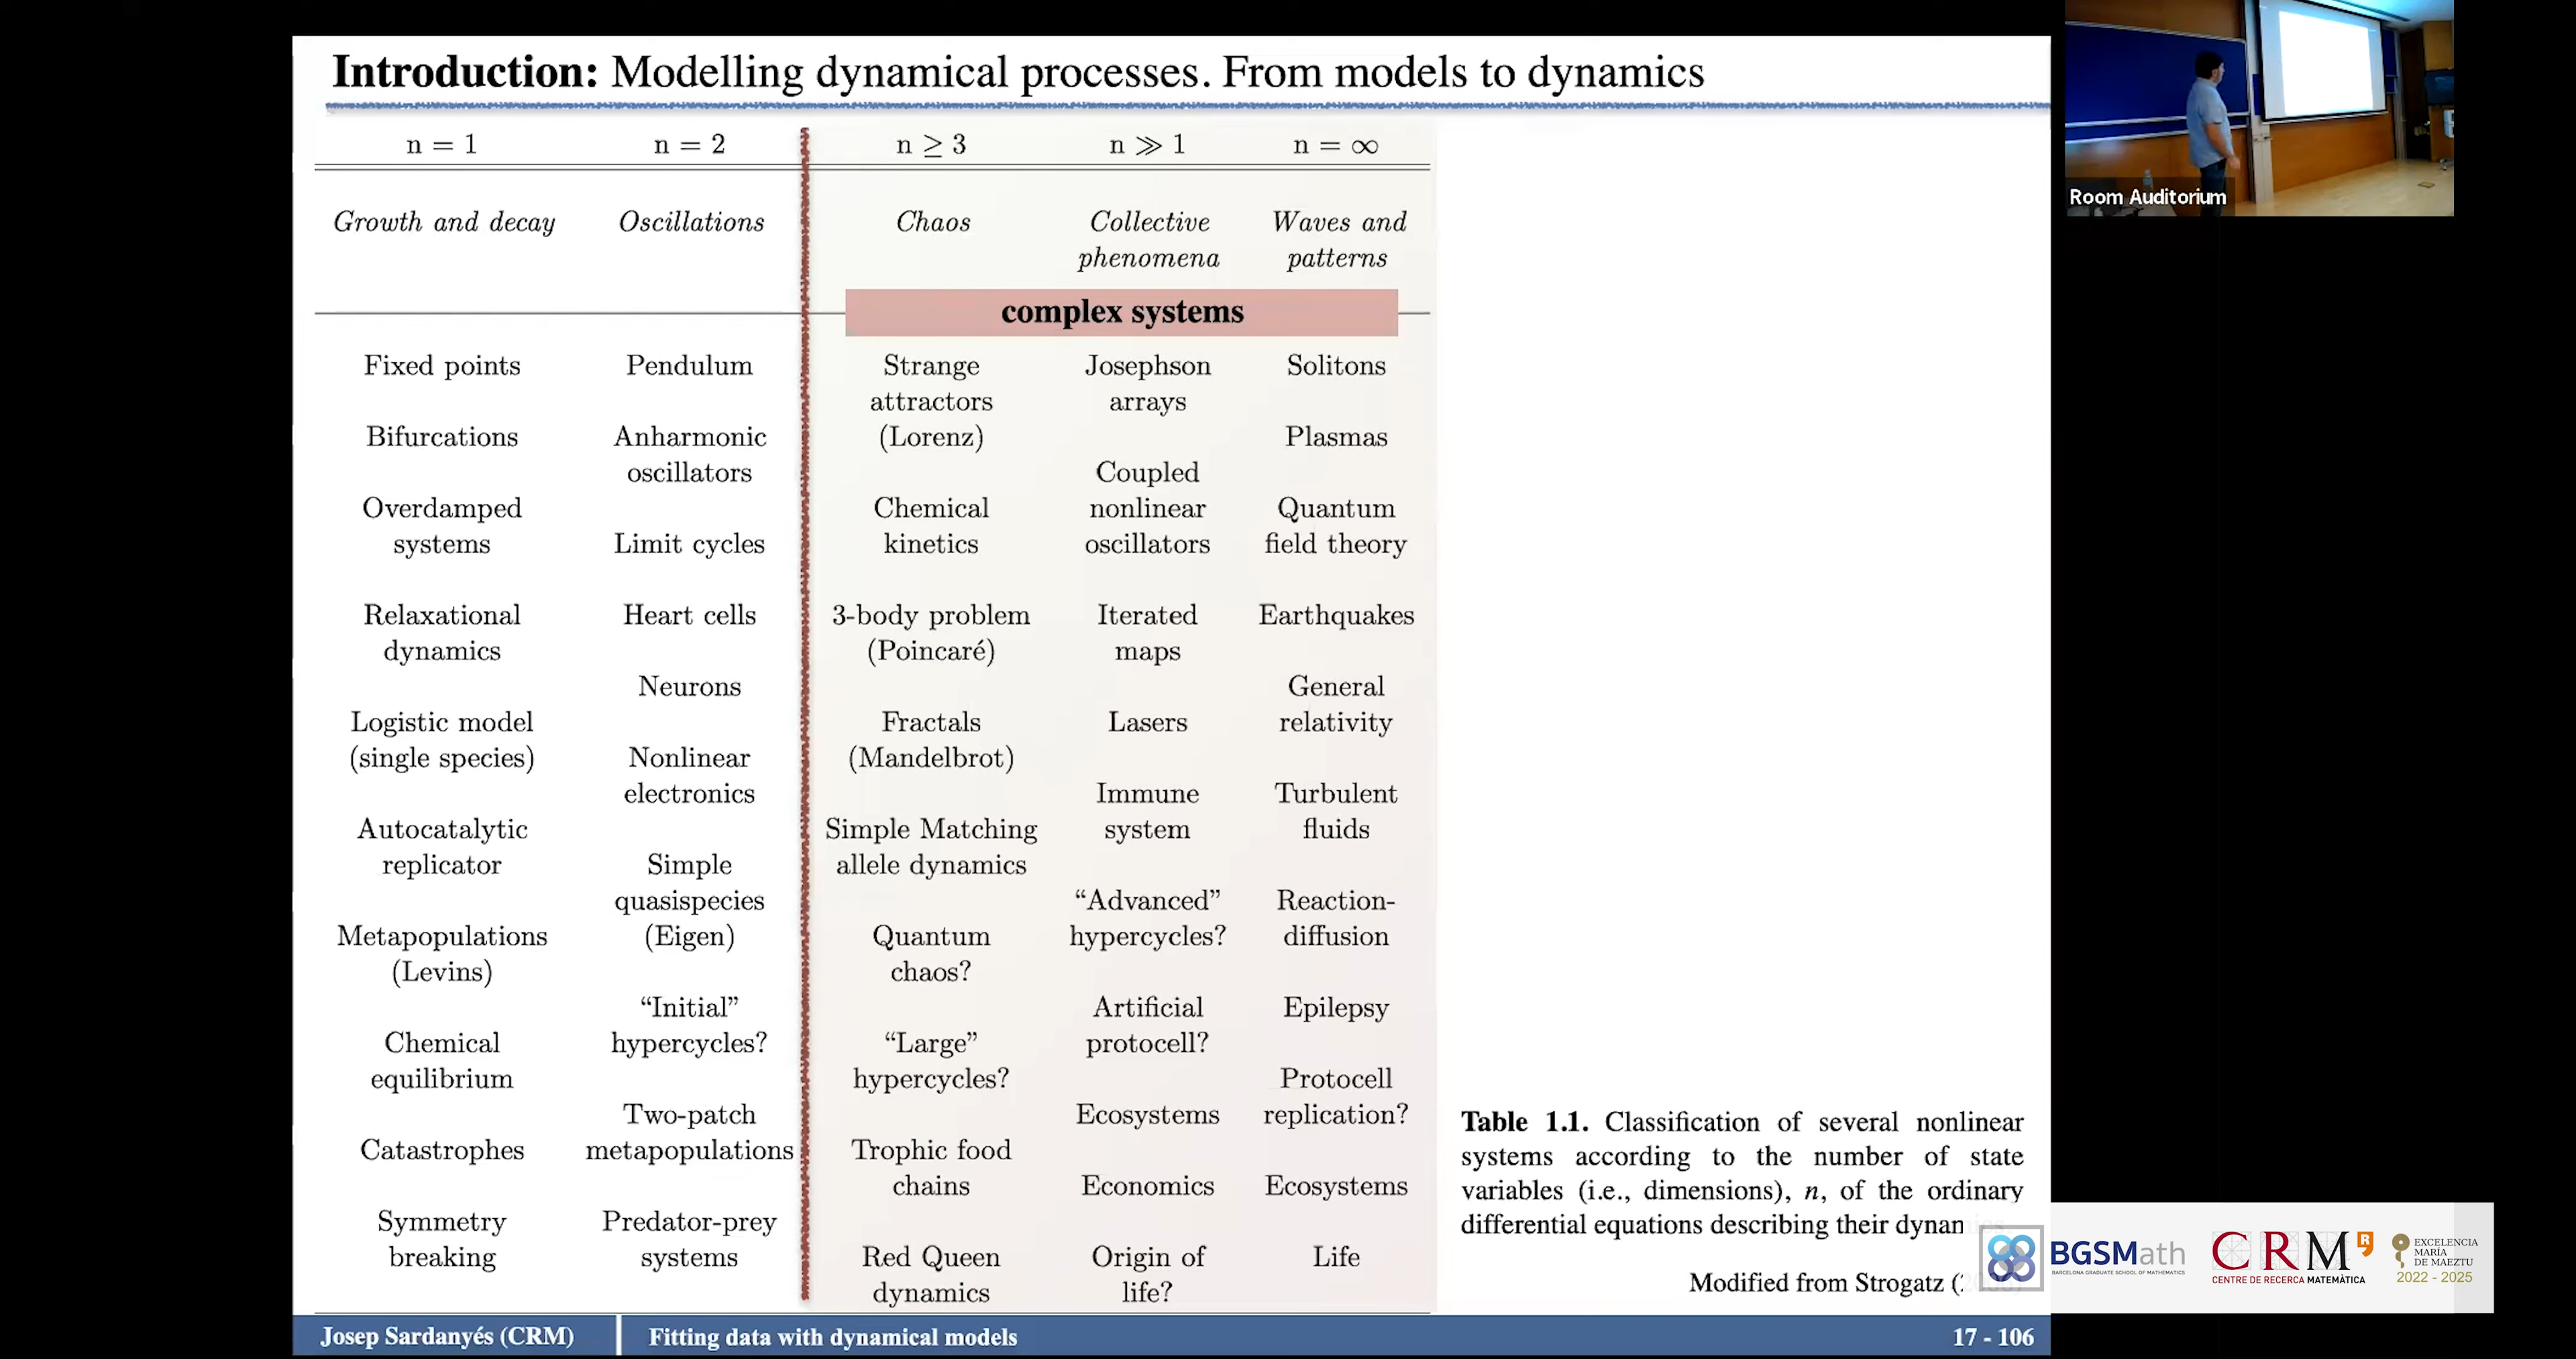 Introduction: Modelling dynamical processes. From models to dynamics
n = 1
n = 2
n ≥ 3
n ≫ 1
n = ∞
Growth and decay
Oscillations
Chaos
Collective
phenomena
Waves and
patterns
complex systems
Fixed points
Bifurcations
Overdamped
systems
Relaxational
dynamics
Logistic model
(single species)
Autocatalytic
replicator
Metapopulations
(Levins)
Chemical
equilibrium
Catastrophes
Symmetry
breaking
Pendulum
Anharmonic
oscillators
Limit cycles
Heart cells
Neurons
Nonlinear
electronics
Simple
quasispecies
(Eigen)
“Initial”
hypercycles?
Two-patch
metapopulations
Predator-prey
systems
Strange
attractors
(Lorenz)
Chemical
kinetics
3-body problem
(Poincaré)
Fractals
(Mandelbrot)
Simple Matching
allele dynamics
Quantum
chaos?
“Large”
hypercycles?
Trophic food
chains
Red Queen
dynamics
Josephson
arrays
Coupled
nonlinear
oscillators
Iterated
maps
Lasers
Immune
system
“Advanced”
hypercycles?
Artificial
protocell?
Ecosystems
Economics
Origin of
life?
Solitons
Plasmas
Quantum
field theory
Earthquakes
General
relativity
Turbulent
fluids
Reaction-
diffusion
Epilepsy
Protocell
replication?
Ecosystems
Life
Table 1.1. Classification of several nonlinear
systems according to the number of state
variables (i.e., dimensions), n, of the ordinary
differential equations describing their
Modified from Strogatz
Josep Sardanyés (CRM)
Fitting data with dynamical models
17 - 106
Room Auditorium
BGSMath
BARCELONA GRADUATE SCHOOL OF MATHEMATICS
CRM R
CENTRE DE RECERCA MATEMÀTICA
EXCELENCIA
MARÍA
DE MAEZTU
2022 - 2025